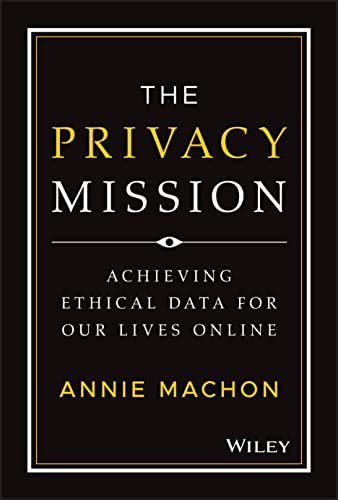 THE
PRIVACY
MISSION
ACHIEVING
ETHICAL DATA FOR
OUR LIVES ONLINE
ANNIE MACHON
WILEY